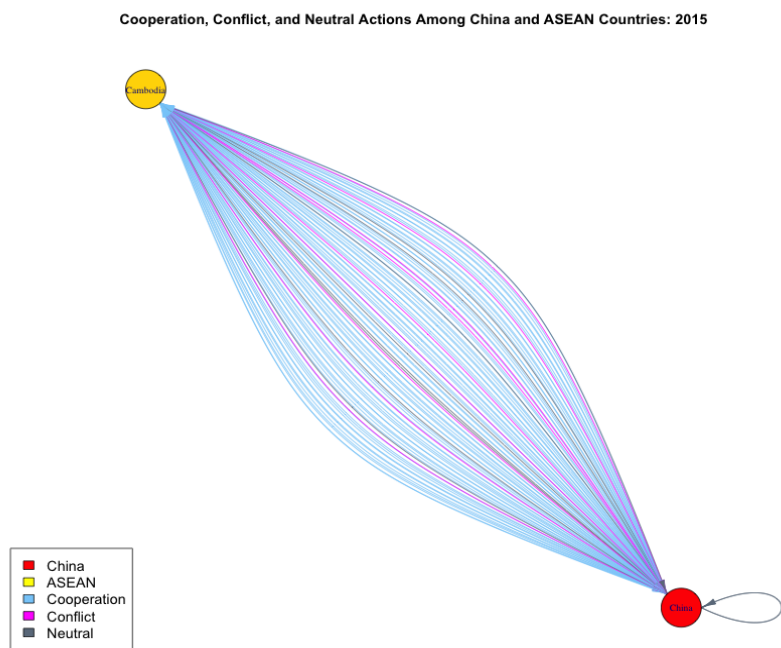 Cooperation, Conflict, and Neutral Actions Among China and ASEAN Countries: 2015
Cambodia
China
China
ASEAN
Cooperation
Conflict
Neutral